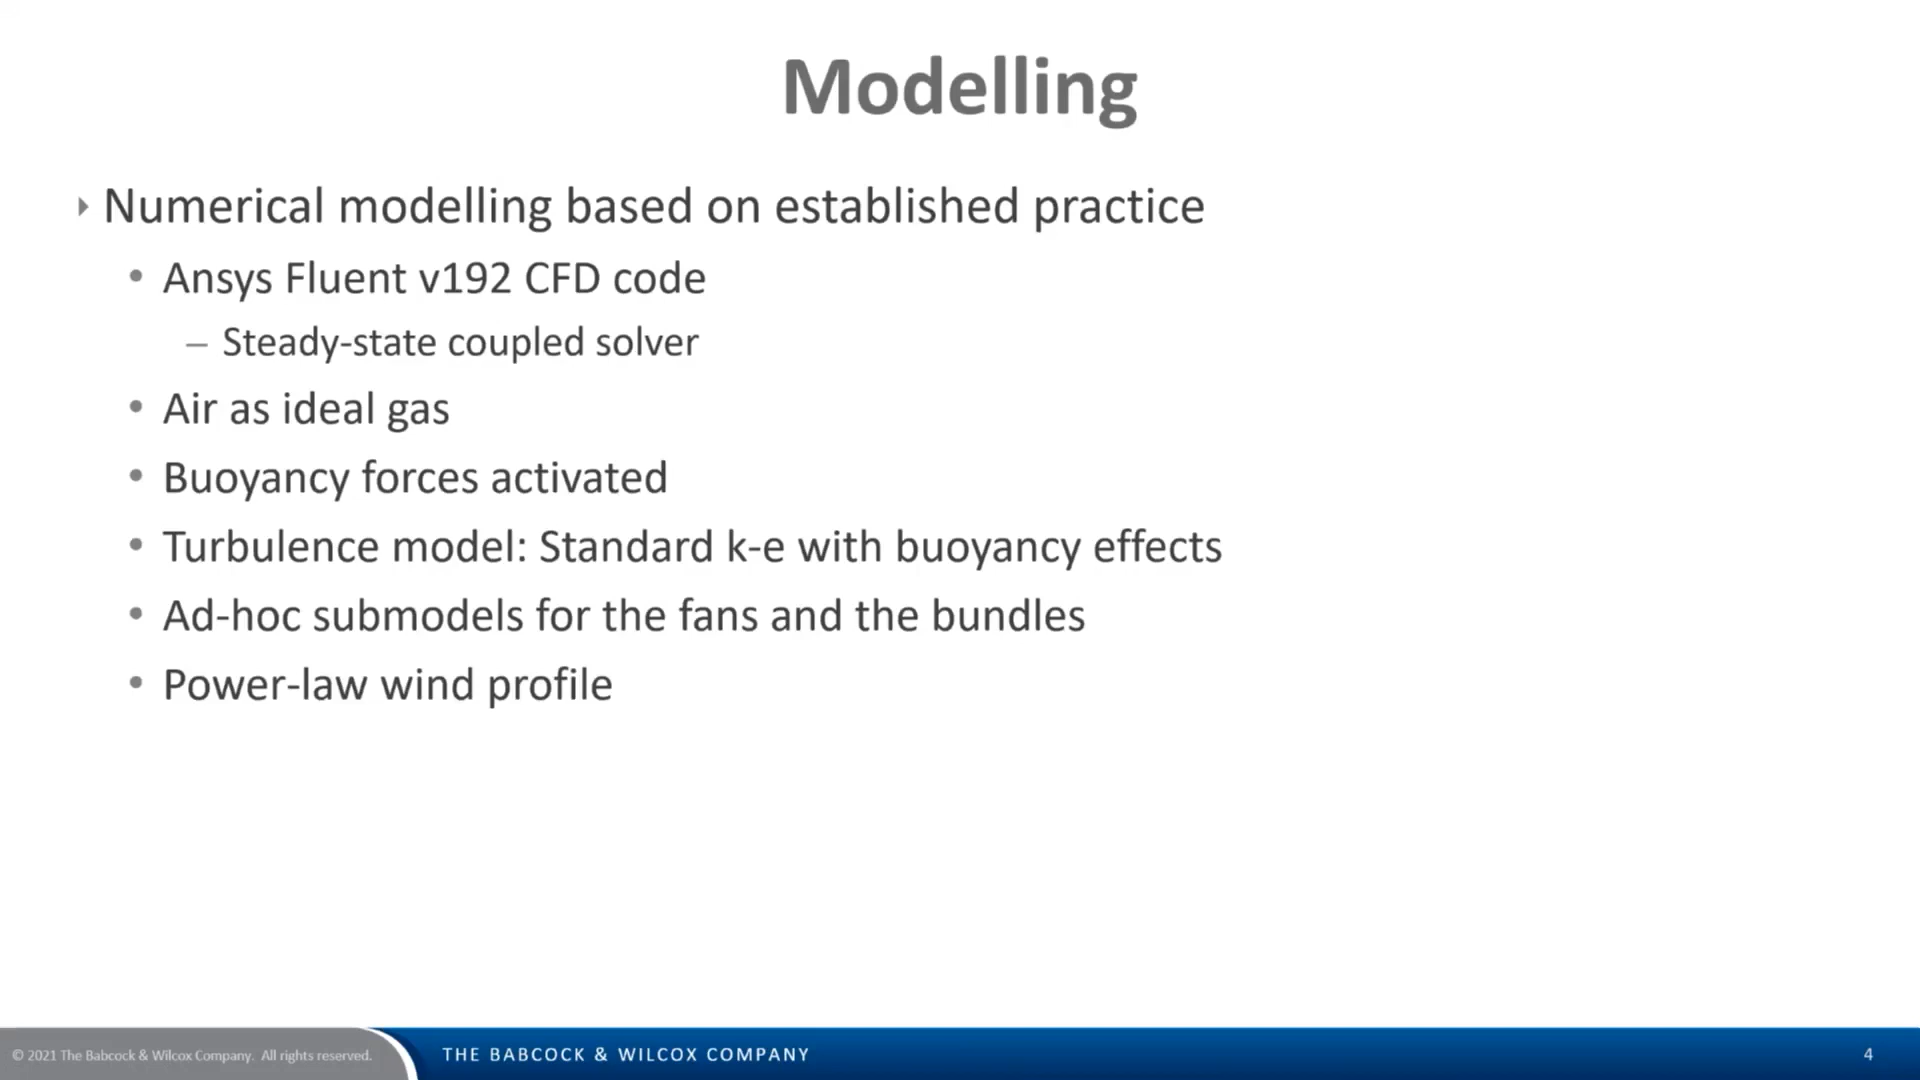 Modelling
Numerical modelling based on established practice
• Ansys Fluent v192 CFD code
– Steady-state coupled solver
• Air as ideal gas
• Buoyancy forces activated
• Turbulence model: Standard k-e with buoyancy effects
• Ad-hoc submodels for the fans and the bundles
• Power-law wind profile
© 2021 The Babcock & Wilcox Company. All rights reserved.
THE BABCOCK & WILCOX COMPANY
4